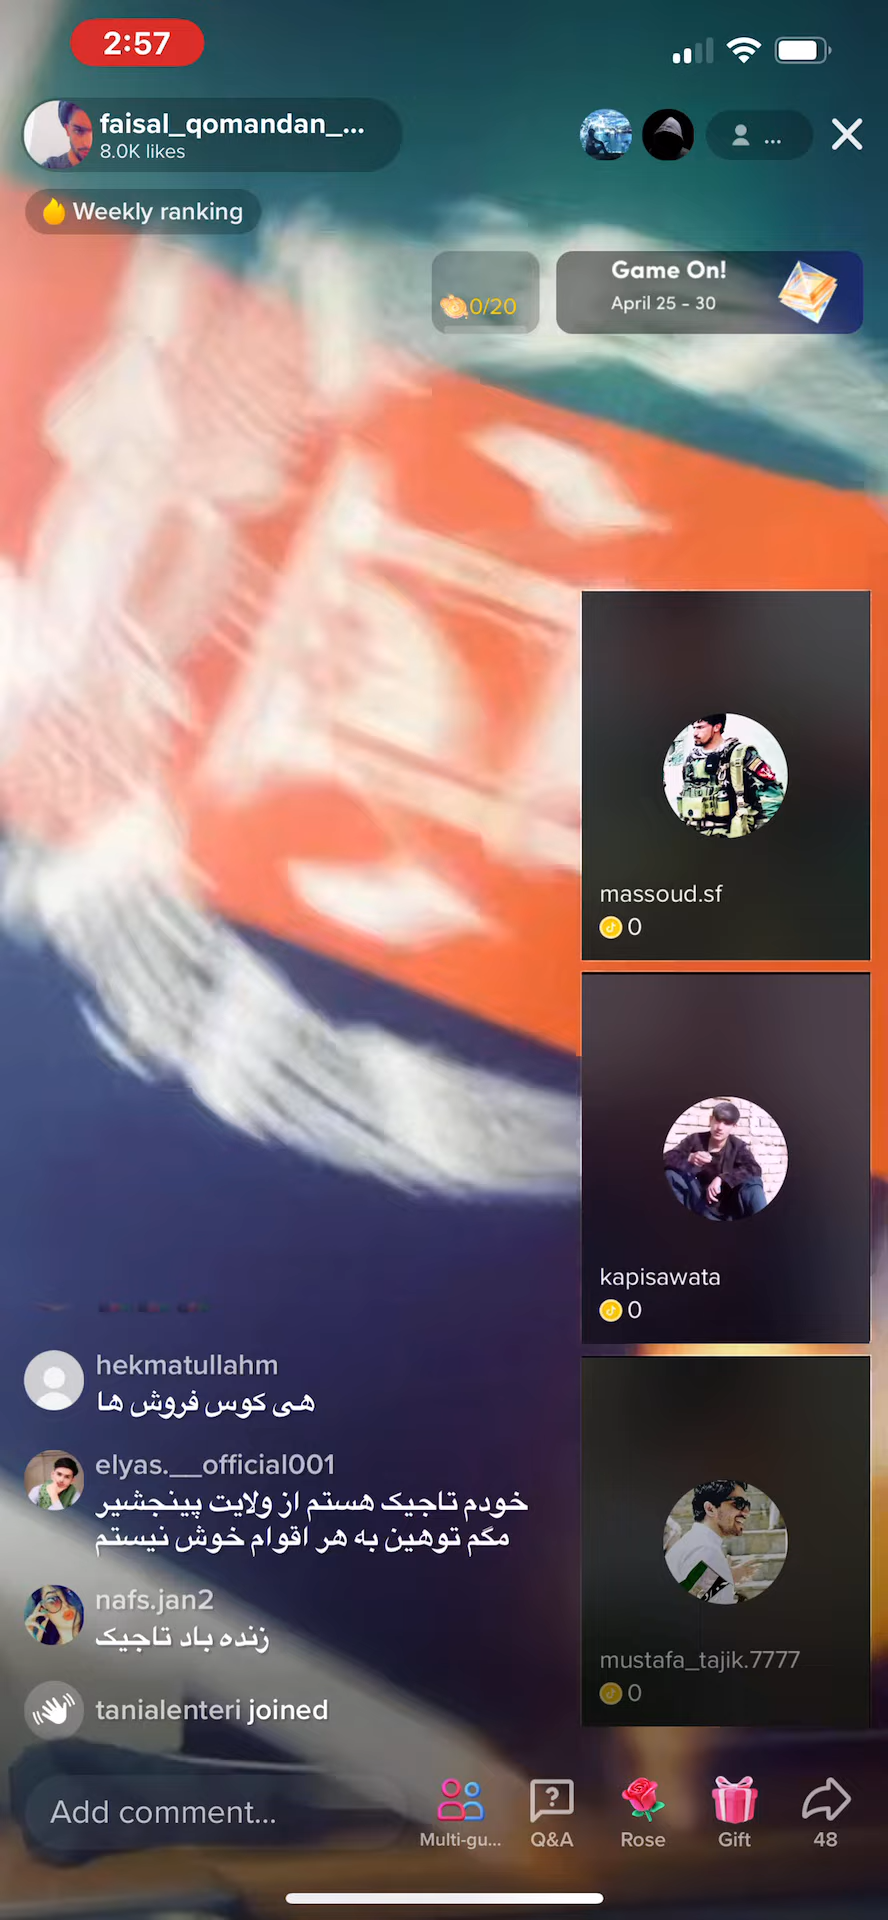 2:57
faisal_qomandan_...
8.0K likes
...
Weekly ranking
0/20
Game On!
April 25 - 30
massoud.sf
0
kapisawata
0
hekmatullahm
هی کوس فروش ها
elyas.__official001
خودم تاجیک هستم از ولایت پینجشیر
مگم توهین به هر اقوام خوش نیستم
nafs.jan2
زنده باد تاجیک
mustafa_tajik.7777
0
tanialenteri joined
Add comment...
Multi-gu...
Q&A
Rose
Gift
48